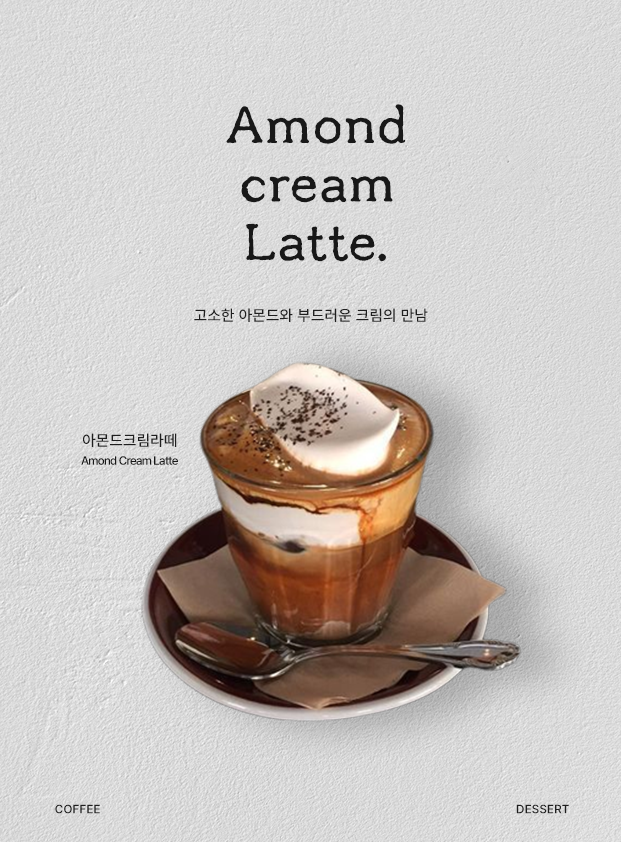 Amond
cream
Latte.
고소한 아몬드와 부드러운 크림의 만남
아몬드크림라떼
Amond Cream Latte
COFFEE
DESSERT